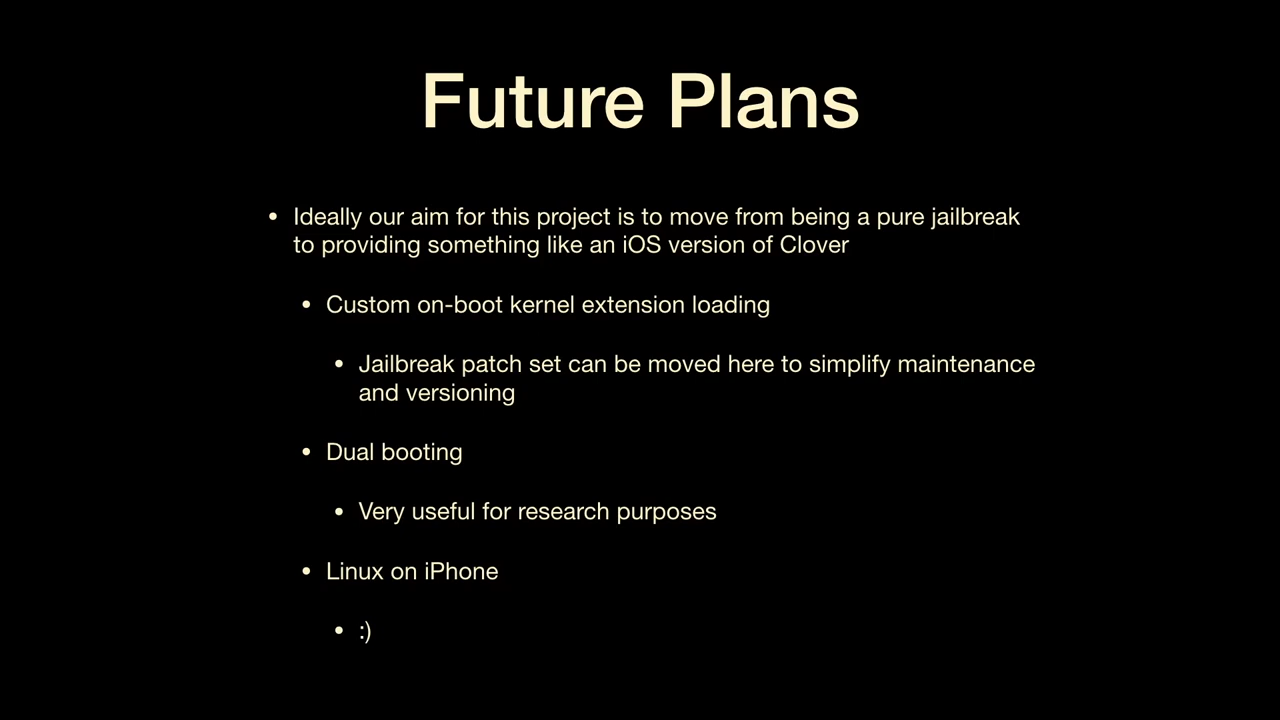 Future Plans
• Ideally our aim for this project is to move from being a pure jailbreak
to providing something like an iOS version of Clover
• Custom on-boot kernel extension loading
• Jailbreak patch set can be moved here to simplify maintenance
and versioning
• Dual booting
• Very useful for research purposes
• Linux on iPhone
• :)